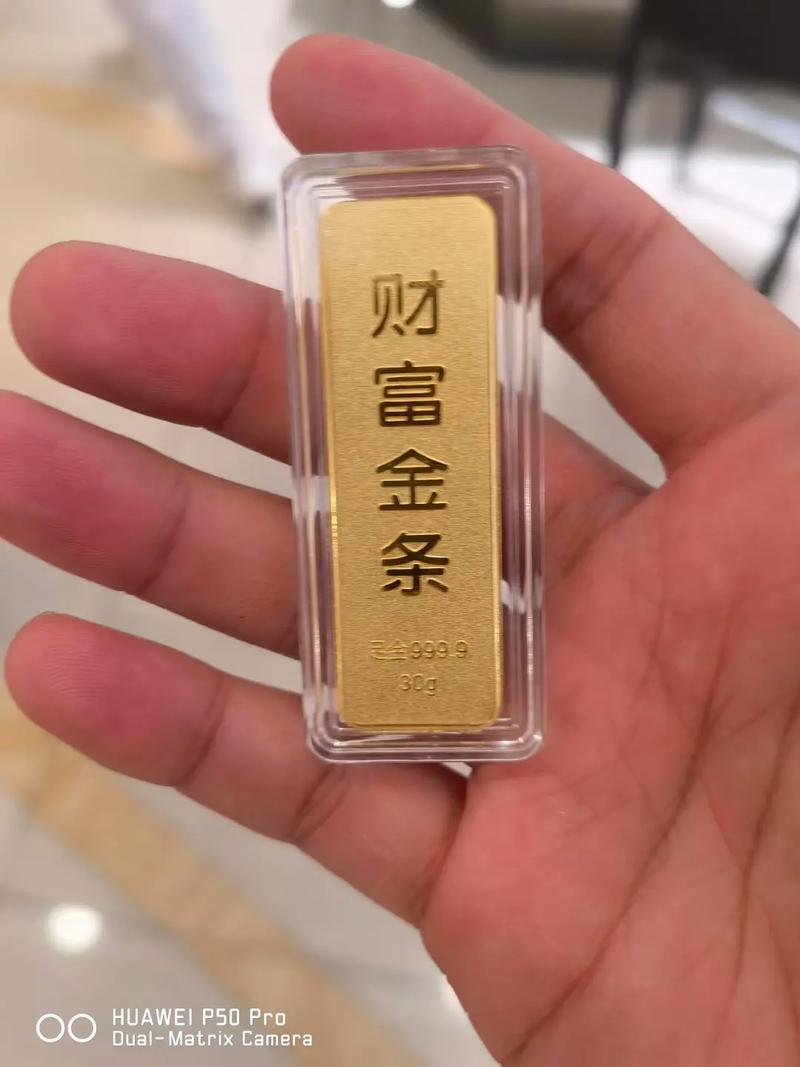 财
富
金
条
足金999.9
30g
HUAWEI P50 Pro
Dual-Matrix Camera